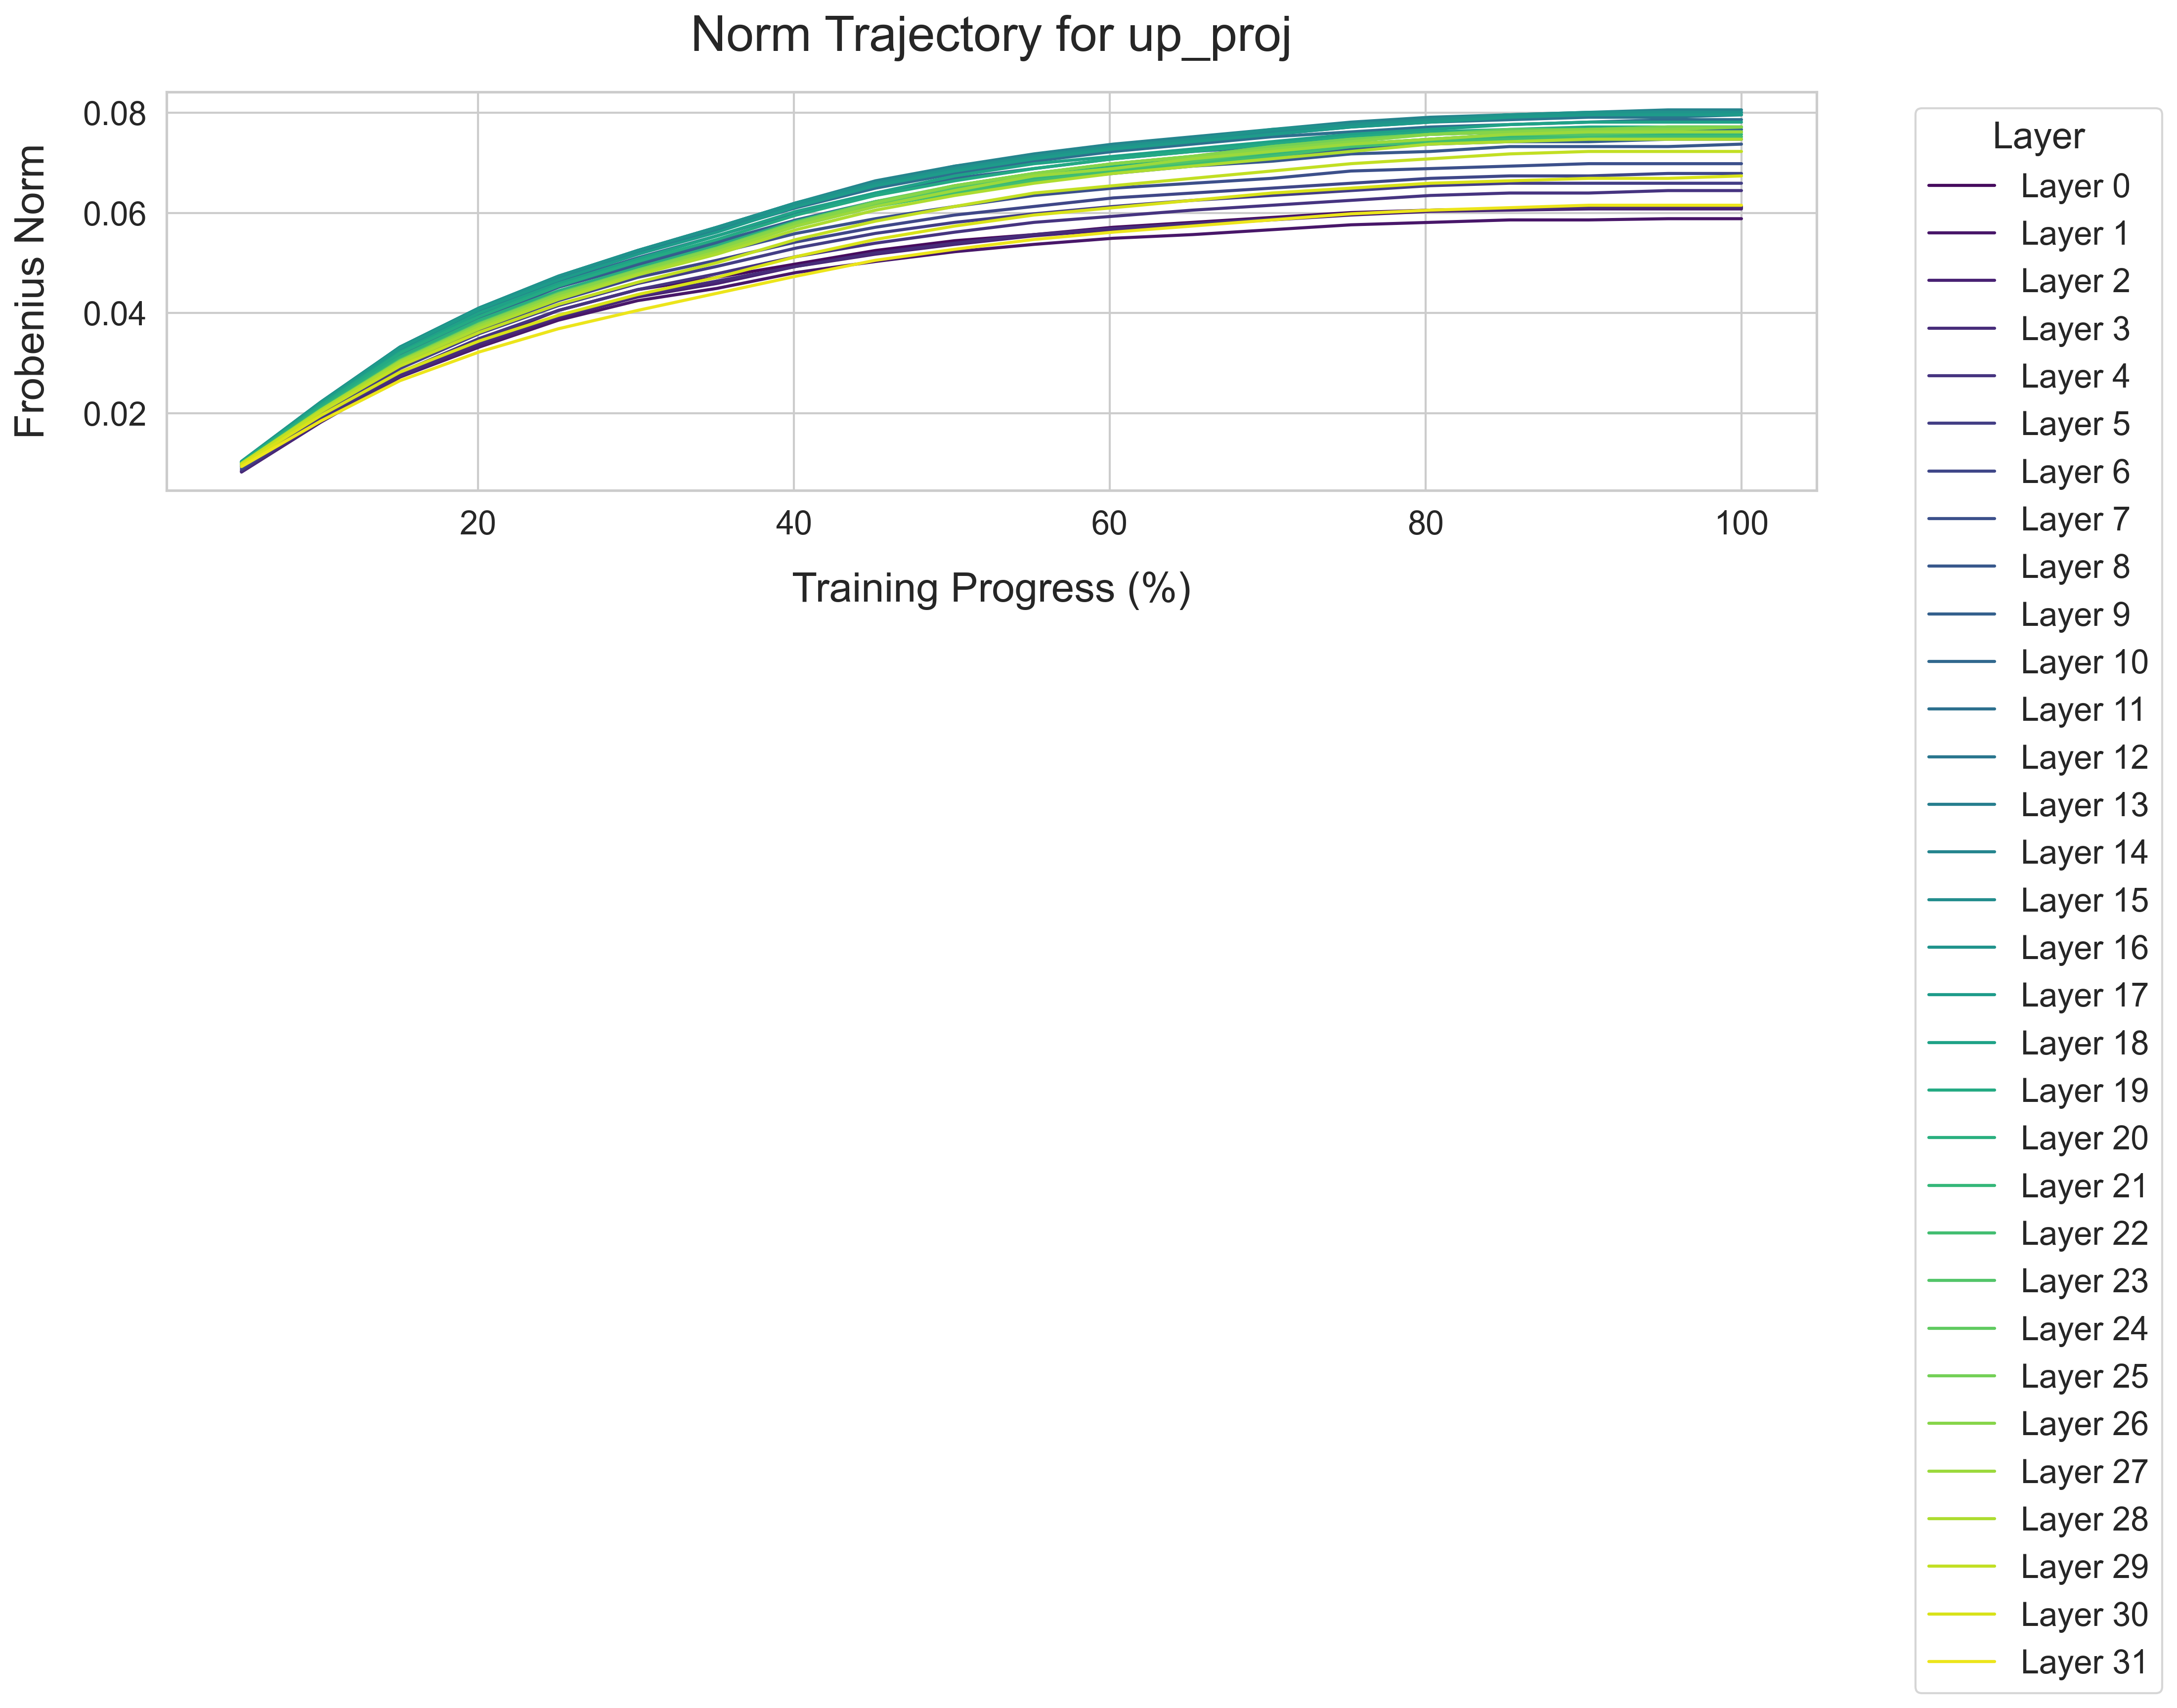 Norm Trajectory for up_proj
Frobenius Norm
0.08
0.06
0.04
0.02
20
40
60
80
100
Training Progress (%)
Layer
Layer 0
Layer 1
Layer 2
Layer 3
Layer 4
Layer 5
Layer 6
Layer 7
Layer 8
Layer 9
Layer 10
Layer 11
Layer 12
Layer 13
Layer 14
Layer 15
Layer 16
Layer 17
Layer 18
Layer 19
Layer 20
Layer 21
Layer 22
Layer 23
Layer 24
Layer 25
Layer 26
Layer 27
Layer 28
Layer 29
Layer 30
Layer 31